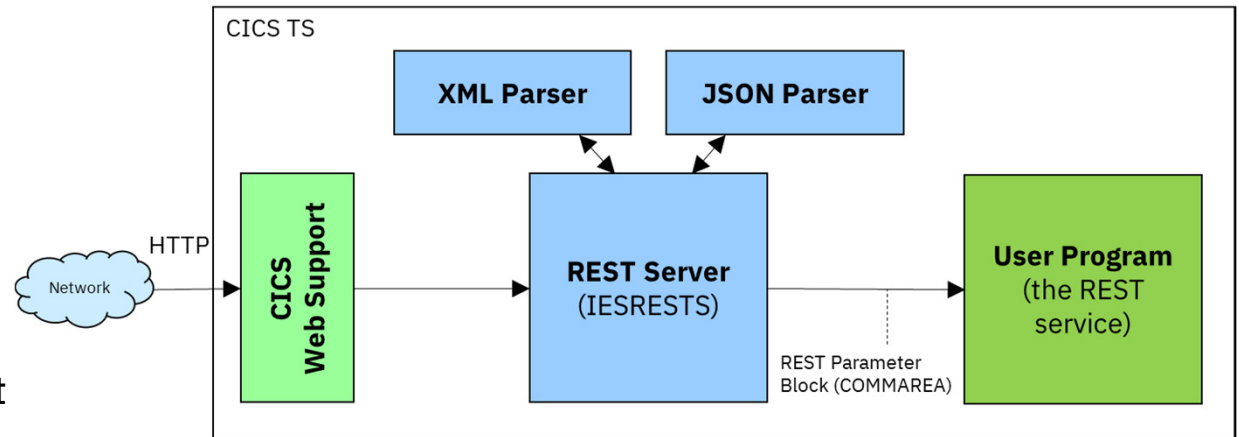 CICS TS
XML Parser
JSON Parser
HTTP
Network
CICS
Web Support
REST Server
(IESRESTS)
User Program
(the REST
service)
REST Parameter
Block (COMMAREA)
t